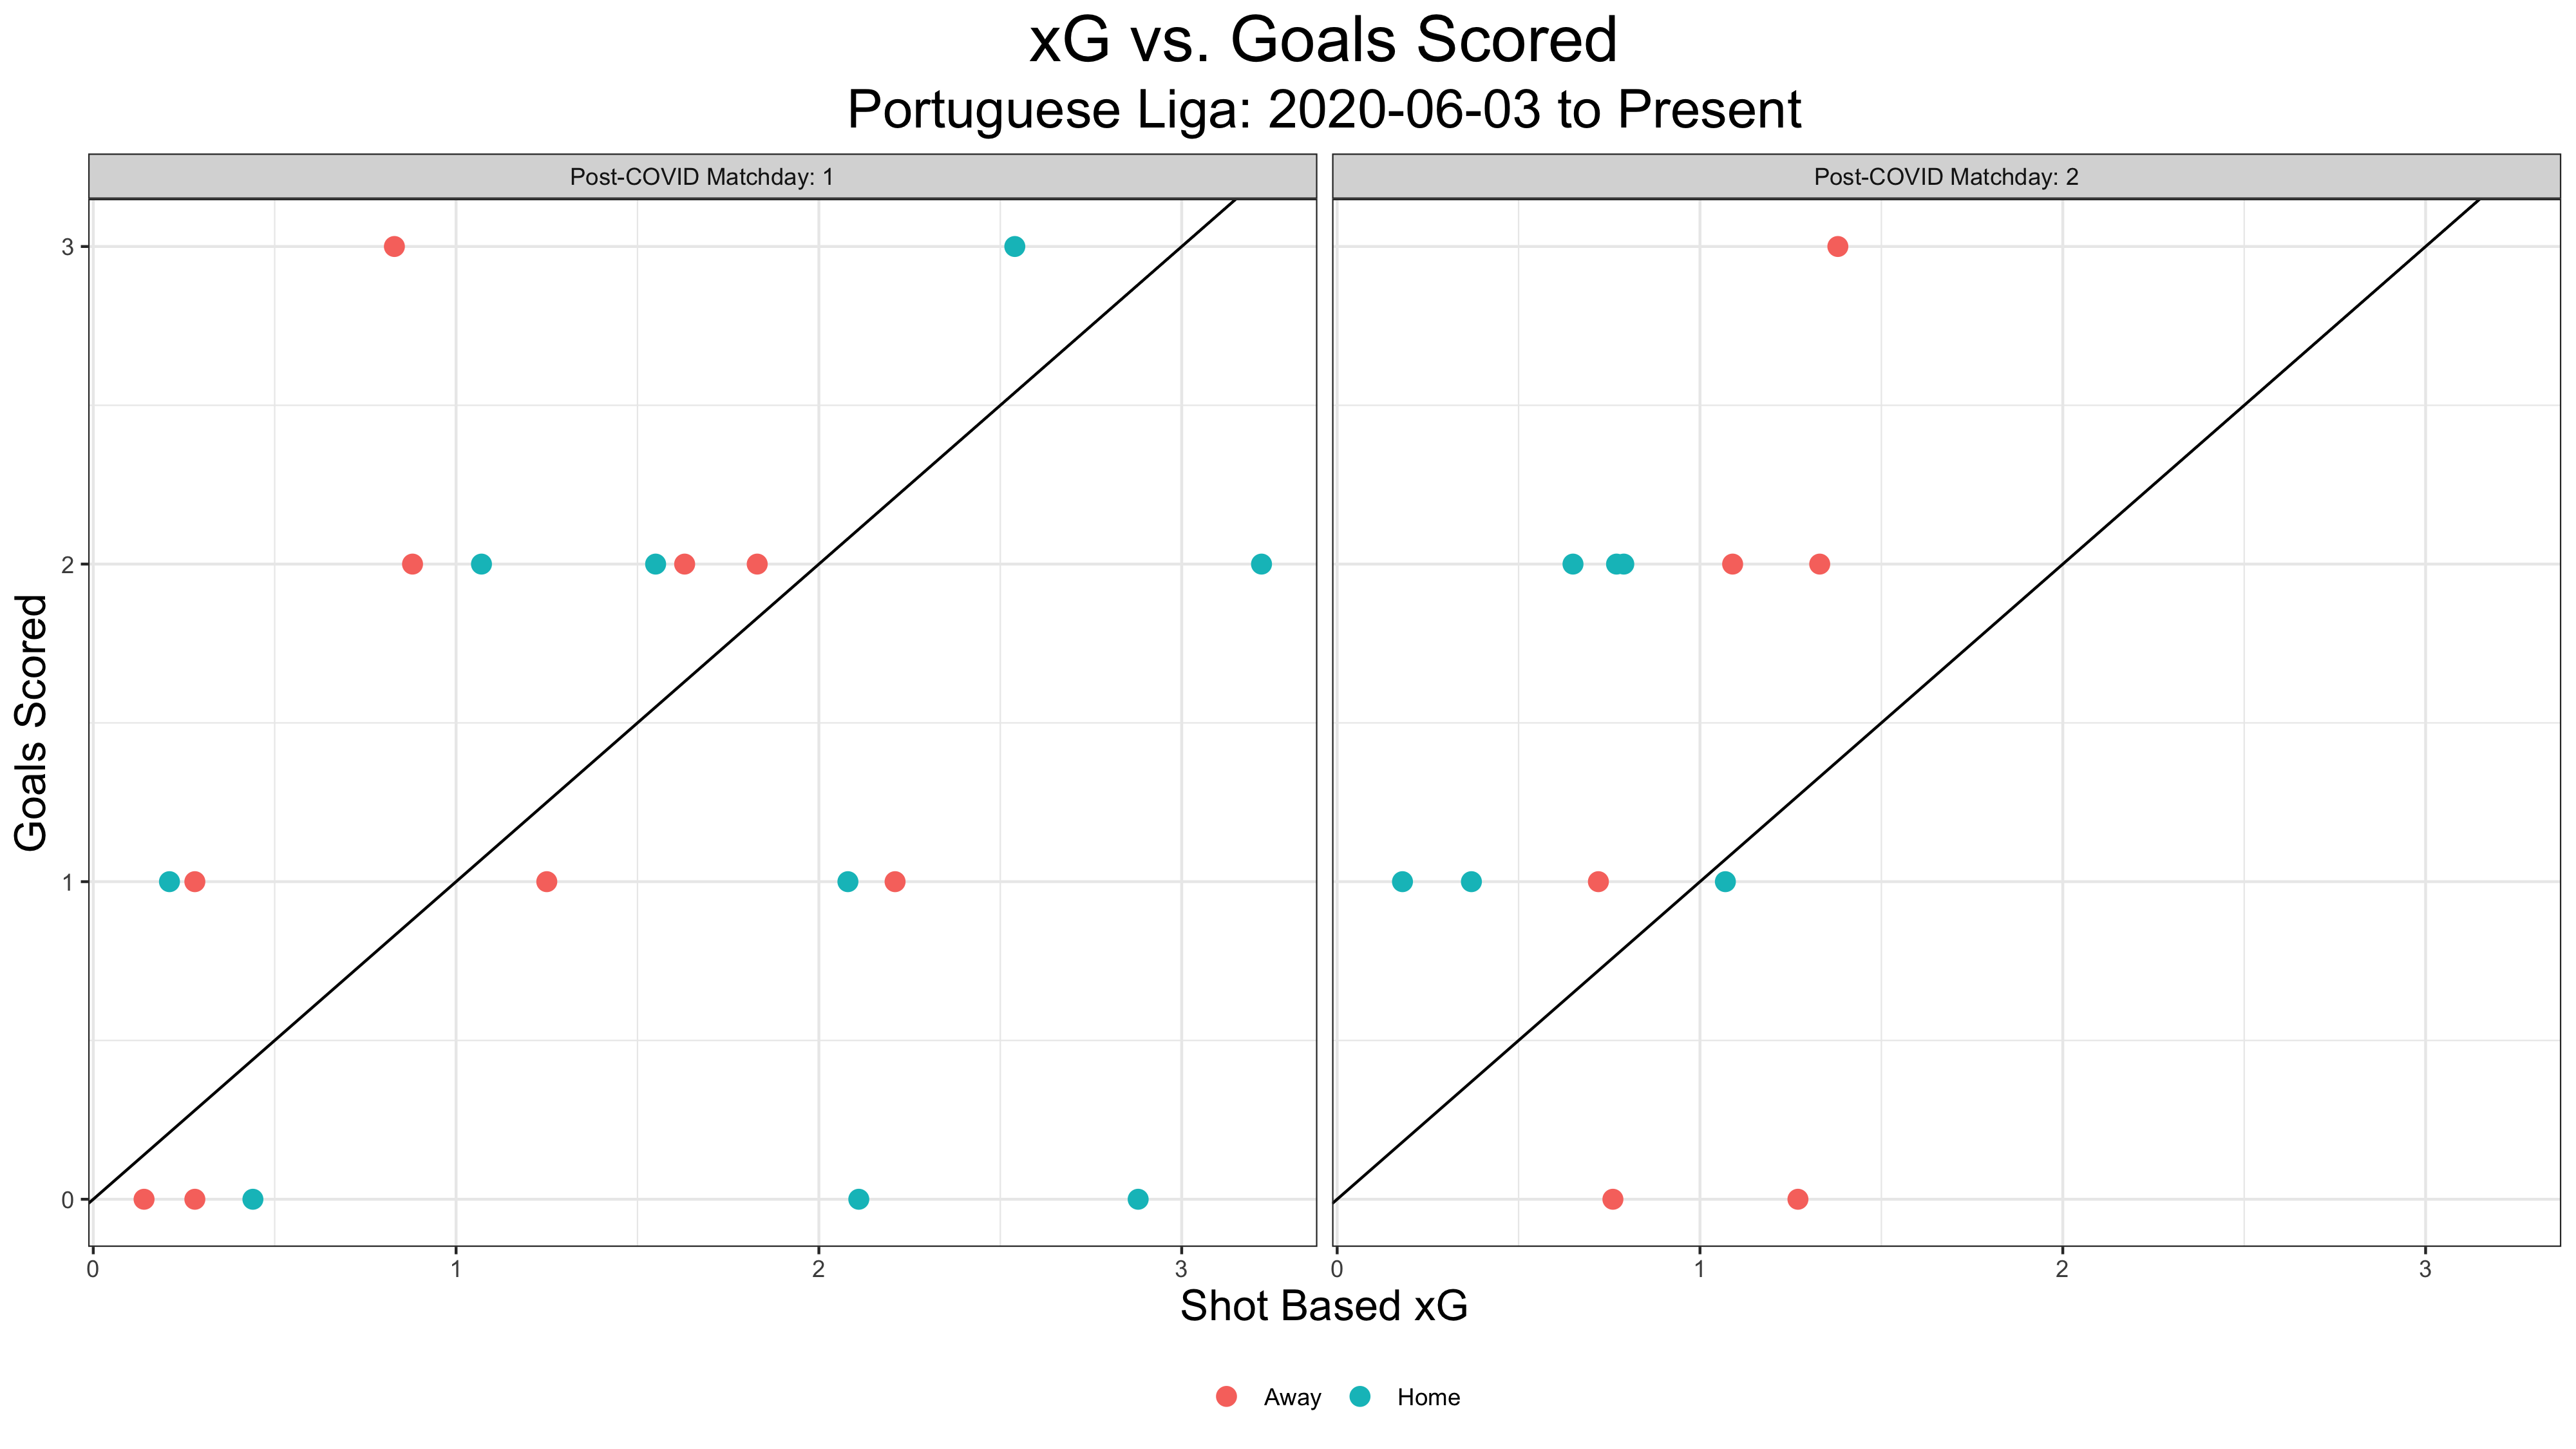 xG vs. Goals Scored
Portuguese Liga: 2020-06-03 to Present
Post-COVID Matchday: 1
Post-COVID Matchday: 2
Goals Scored
3
2
1
0
0 1 2 3
0 1 2 3
Shot Based xG
Away Home